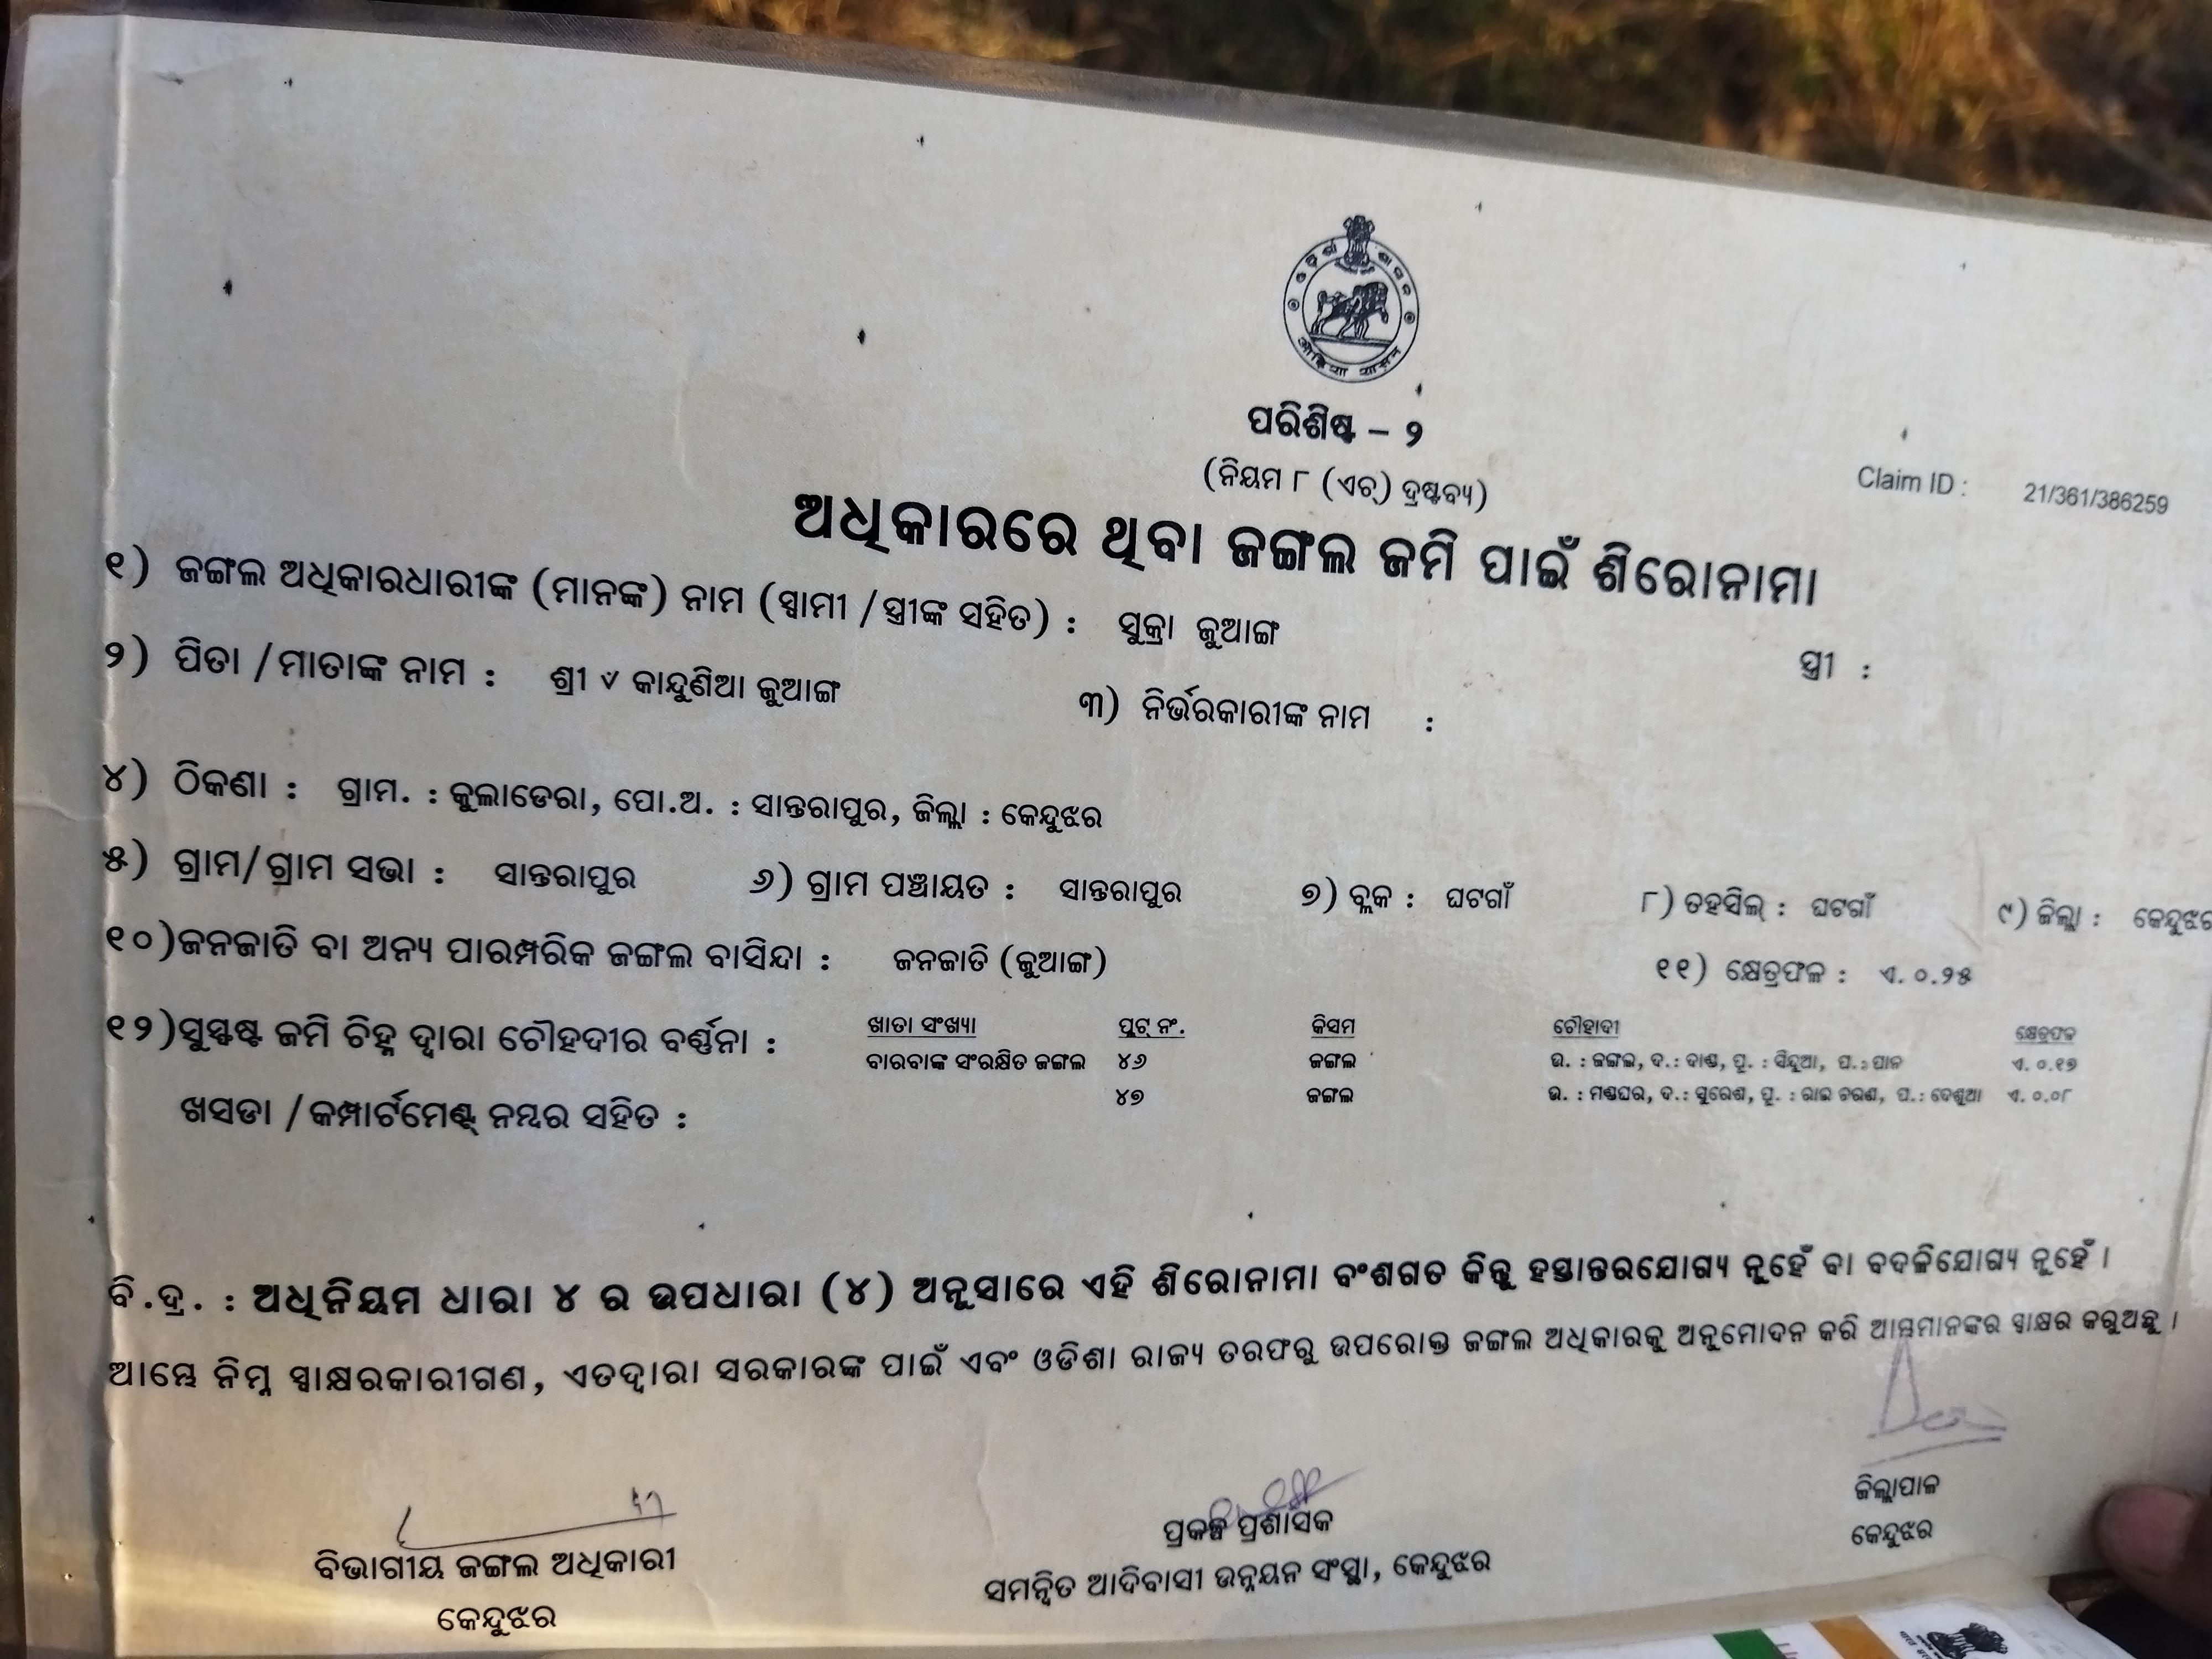 ଓଡ଼ିଶା ଶାସନ
ओड़िशा शासन
ପରିଶିଷ୍ଟ – ୨
(ନିୟମ ୮ (ଏଚ୍) ଦ୍ରଷ୍ଟବ୍ୟ)
Claim ID : 21/361/386259
ଅଧିକାରରେ ଥିବା ଜଙ୍ଗଲ ଜମି ପାଇଁ ଶିରୋନାମା
୧) ଜଙ୍ଗଲ ଅଧିକାରଧାରୀଙ୍କ (ମାନଙ୍କ) ନାମ (ସ୍ଵାମୀ /ସ୍ତ୍ରୀଙ୍କ ସହିତ) : ସୁକ୍ରା ଜୁଆଙ୍ଗ ସ୍ତ୍ରୀ :
୨) ପିତା /ମାତାଙ୍କ ନାମ : ଶ୍ରୀ ୰ କାନ୍ଦୁଣିଆ ଜୁଆଙ୍ଗ ୩) ନିର୍ଭରକାରୀଙ୍କ ନାମ :
୪) ଠିକଣା : ଗ୍ରାମ. : କୁଲାଡେରା, ପୋ.ଅ. : ସାନ୍ତରାପୁର, ଜିଲ୍ଲା : କେନ୍ଦୁଝର
୫) ଗ୍ରାମ/ଗ୍ରାମ ସଭା : ସାନ୍ତରାପୁର ୬) ଗ୍ରାମ ପଞ୍ଚାୟତ : ସାନ୍ତରାପୁର ୭) ବ୍ଲକ : ଘଟଗାଁ ୮) ତହସିଲ୍ : ଘଟଗାଁ ୯) ଜିଲ୍ଲା : କେନ୍ଦୁଝର
୧୦)ଜନଜାତି ବା ଅନ୍ୟ ପାରମ୍ପରିକ ଜଙ୍ଗଲ ବାସିନ୍ଦା : ଜନଜାତି (ଜୁଆଙ୍ଗ) ୧୧) କ୍ଷେତ୍ରଫଳ : ଏ. ୦.୨୫
୧୨)ସୁସ୍ପଷ୍ଟ ଜମି ଚିହ୍ନ ଦ୍ୱାରା ଚୌହଦୀର ବର୍ଣ୍ଣନା : ଖାତା ସଂଖ୍ୟା ପ୍ଲଟ୍ ନଂ. କିସମ ଚୌହାଦୀ କ୍ଷେତ୍ରଫଳ
ବାରବାଙ୍କ ସଂରକ୍ଷିତ ଜଙ୍ଗଲ ୪୬ ଜଙ୍ଗଲ ଉ. : ଜଙ୍ଗଲ, ଦ.: ଦାଣ୍ଡ, ପୂ. : ସିନ୍ଦୁଆ, ପ.: ପାଳ ଏ. ୦.୧୭
୪୭ ଜଙ୍ଗଲ ଉ. : ମଣ୍ଡଘର, ଦ.: ସୁରେଶ, ପୂ. : ରାଇ ଚରଣ, ପ.: ଦେଶୁଆ ଏ. ୦.୦୮
ଖସଡା /କମ୍ପାର୍ଟମେଣ୍ଟ୍ ନମ୍ବର ସହିତ :
ବି.ଦ୍ର. : ଅଧିନିୟମ ଧାରା ୪ ର ଉପଧାରା (୪) ଅନୁସାରେ ଏହି ଶିରୋନାମା ବଂଶଗତ କିନ୍ତୁ ହସ୍ତାନ୍ତରଯୋଗ୍ୟ ନୁହେଁ ବା ବଦଳିଯୋଗ୍ୟ ନୁହେଁ ।
ଆମ୍ଭେ ନିମ୍ନ ସ୍ୱାକ୍ଷରକାରୀଗଣ, ଏତଦ୍ୱାରା ସରକାରଙ୍କ ପାଇଁ ଏବଂ ଓଡିଶା ରାଜ୍ୟ ତରଫରୁ ଉପରୋକ୍ତ ଜଙ୍ଗଲ ଅଧିକାରକୁ ଅନୁମୋଦନ କରି ଆମ୍ଭମାନଙ୍କର ସ୍ୱାକ୍ଷର କରୁଅଛୁ ।
ବିଭାଗୀୟ ଜଙ୍ଗଲ ଅଧିକାରୀ
କେନ୍ଦୁଝର
ପ୍ରକଳ୍ପ ପ୍ରଶାସକ
ସମନ୍ୱିତ ଆଦିବାସୀ ଉନ୍ନୟନ ସଂସ୍ଥା, କେନ୍ଦୁଝର
ଜିଲ୍ଲାପାଳ
କେନ୍ଦୁଝର